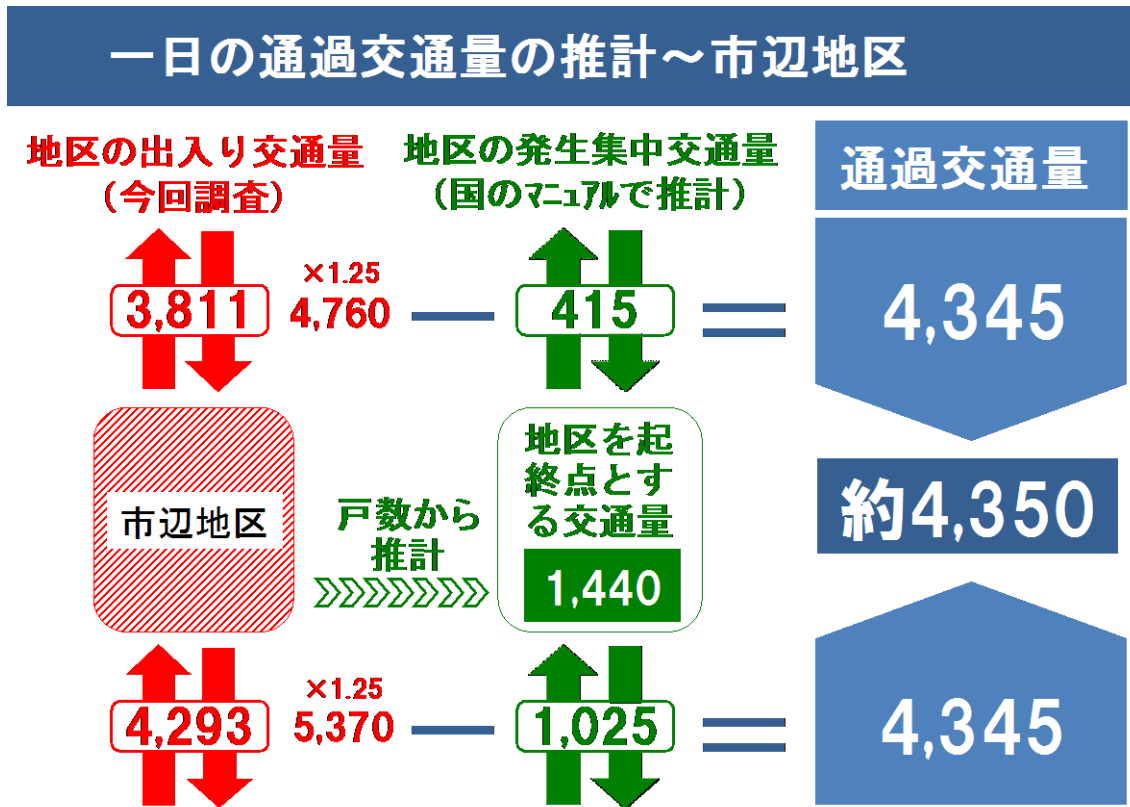 一日の通過交通量の推計～市辺地区
地区の出入り交通量
（今回調査）
地区の発生集中交通量
（国のﾏﾆｭｱﾙで推計）
通過交通量
3,811
×1.25
4,760
415
4,345
市辺地区
戸数から
推計
地区を起
終点とす
る交通量
1,440
約4,350
4,293
×1.25
5,370
1,025
4,345